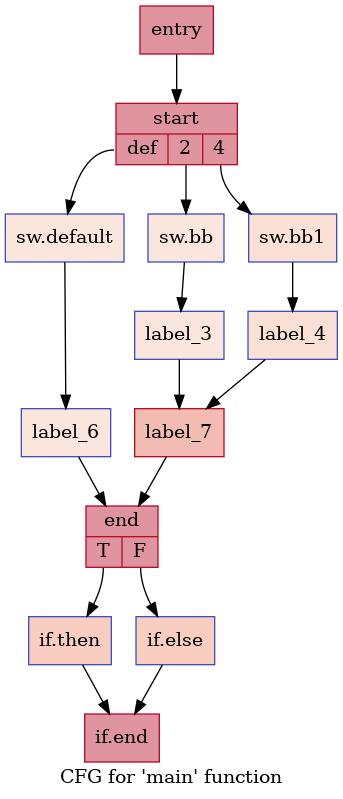 entry
start
def 2 4
sw.default sw.bb sw.bb1
label_3 label_4
label_6 label_7
end
T F
if.then if.else
if.end
CFG for 'main' function